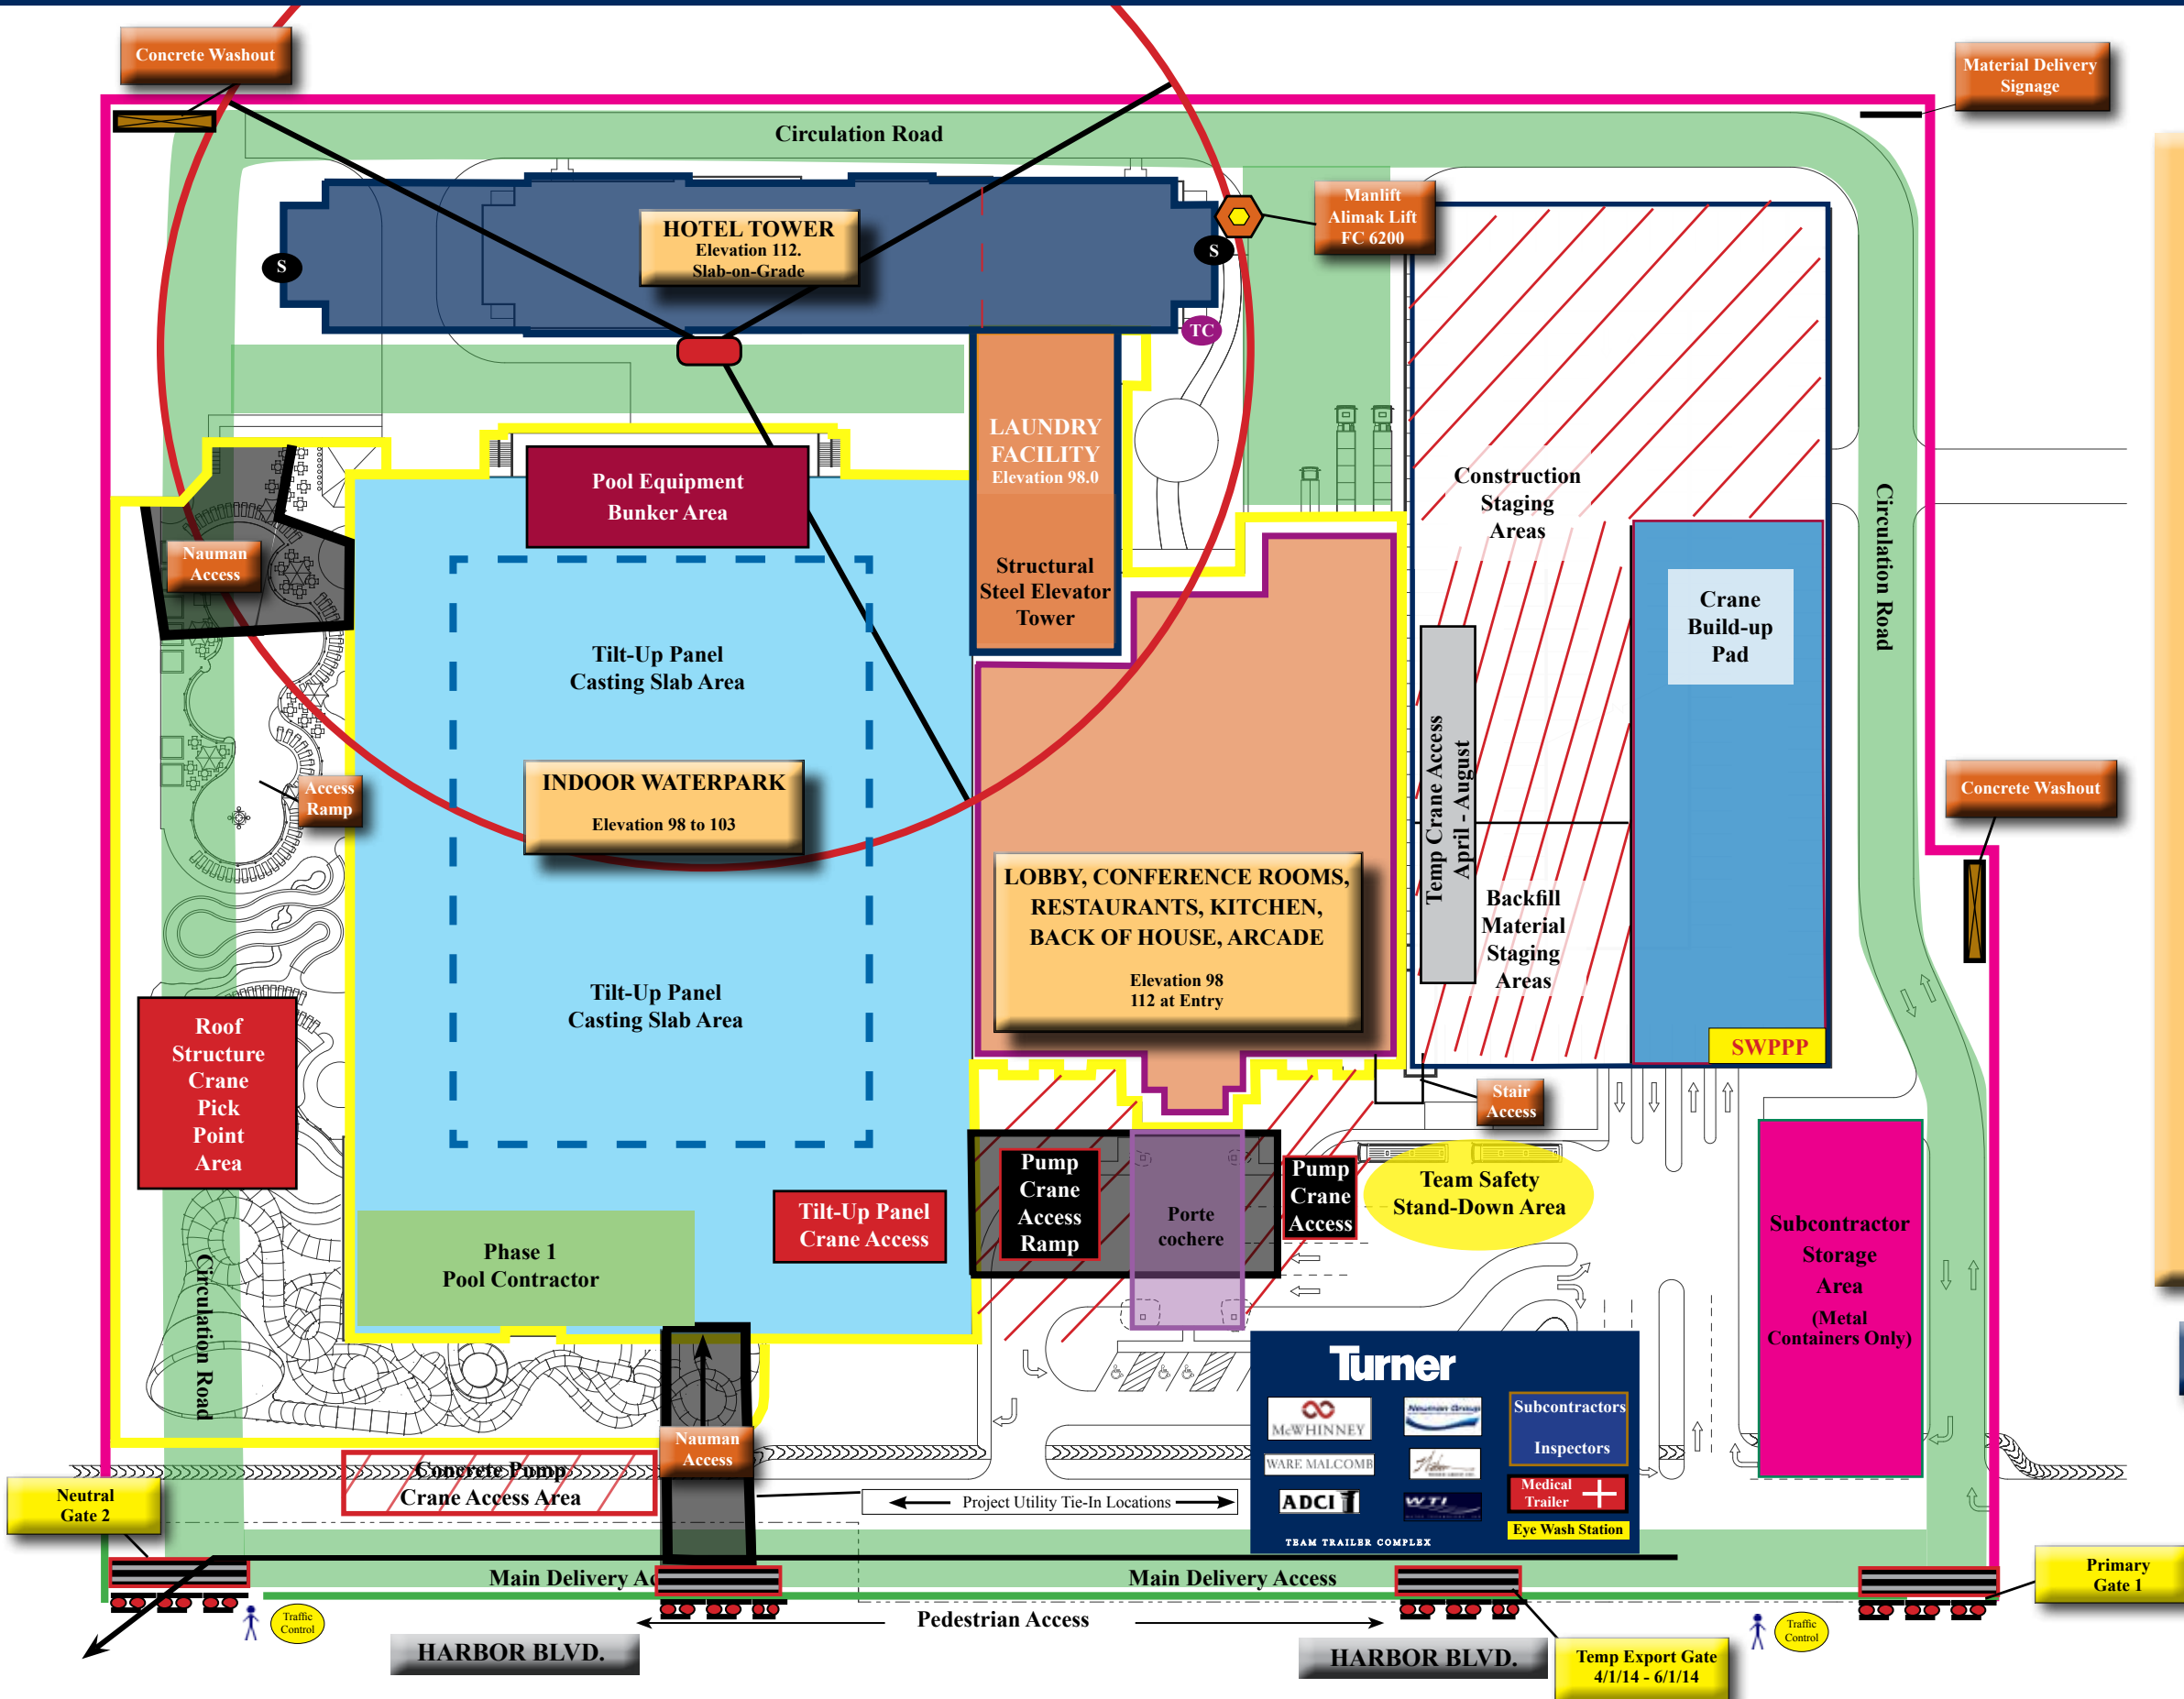 Concrete Washout
Material Delivery
Signage
Circulation Road
Manlift
Alimak Lift
FC 6200
HOTEL TOWER
Elevation 112.
Slab-on-Grade
S
S
TC
LAUNDRY
FACILITY
Elevation 98.0
Structural
Steel Elevator
Tower
Pool Equipment
Bunker Area
Construction
Staging
Areas
Circulation Road
Crane
Build-up
Pad
Nauman
Access
Tilt-Up Panel
Casting Slab Area
Temp Crane Access
April - August
INDOOR WATERPARK
Elevation 98 to 103
Access
Ramp
Concrete Washout
LOBBY, CONFERENCE ROOMS,
RESTAURANTS, KITCHEN,
BACK OF HOUSE, ARCADE
Elevation 98
112 at Entry
Backfill
Material
Staging
Areas
Tilt-Up Panel
Casting Slab Area
Roof
Structure
Crane
Pick
Point
Area
SWPPP
Stair
Access
Pump
Crane
Access
Ramp
Porte
cochere
Pump
Crane
Access
Team Safety
Stand-Down Area
Tilt-Up Panel
Crane Access
Subcontractor
Storage
Area
(Metal
Containers Only)
Phase 1
Pool Contractor
Circulation Road
Turner
McWHINNEY
Neuman Group
Subcontractors
Inspectors
WARE MALCOMB
ADCI
WTI
Medical
Trailer
Eye Wash Station
TEAM TRAILER COMPLEX
Nauman
Access
Concrete Pump
Crane Access Area
Project Utility Tie-In Locations
Neutral
Gate 2
Primary
Gate 1
Main Delivery Ac
Main Delivery Access
Traffic
Control
Pedestrian Access
Traffic
Control
HARBOR BLVD.
HARBOR BLVD.
Temp Export Gate
4/1/14 - 6/1/14